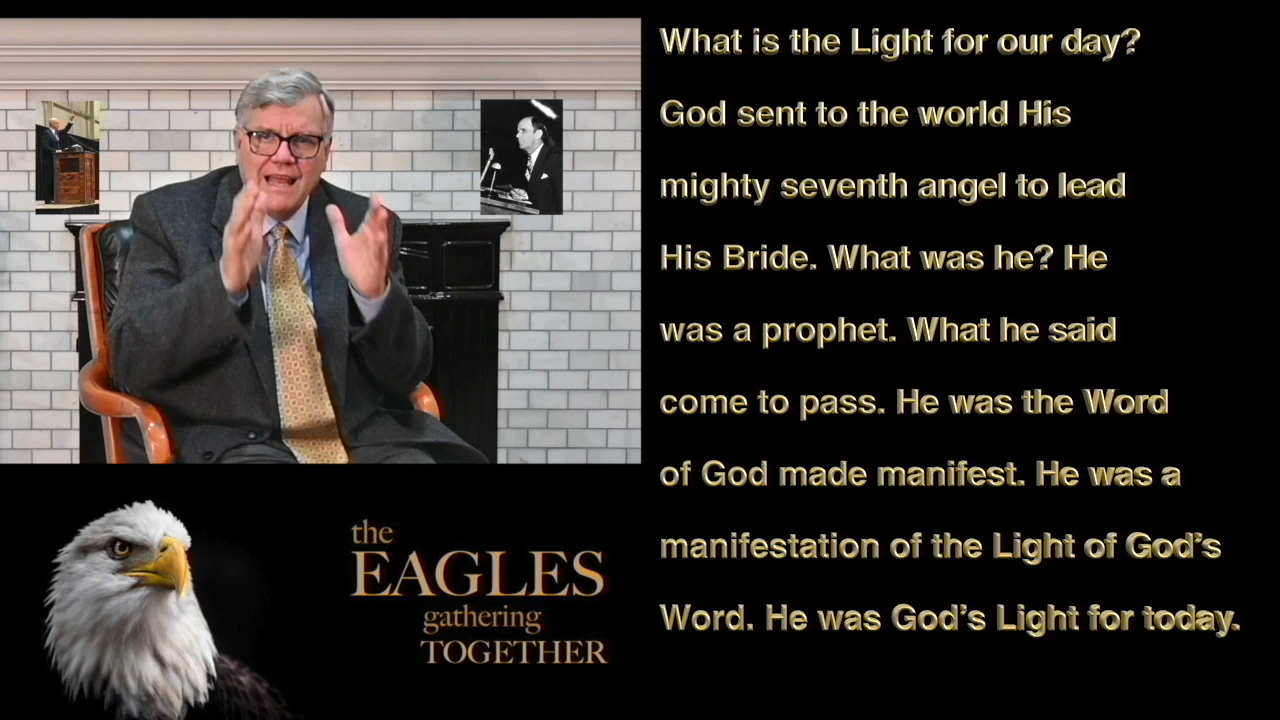 What is the Light for our day?
God sent to the world His
mighty seventh angel to lead
His Bride. What was he? He
was a prophet. What he said
come to pass. He was the Word
of God made manifest. He was a
manifestation of the Light of God’s
Word. He was God’s Light for today.
the
EAGLES
gathering
TOGETHER